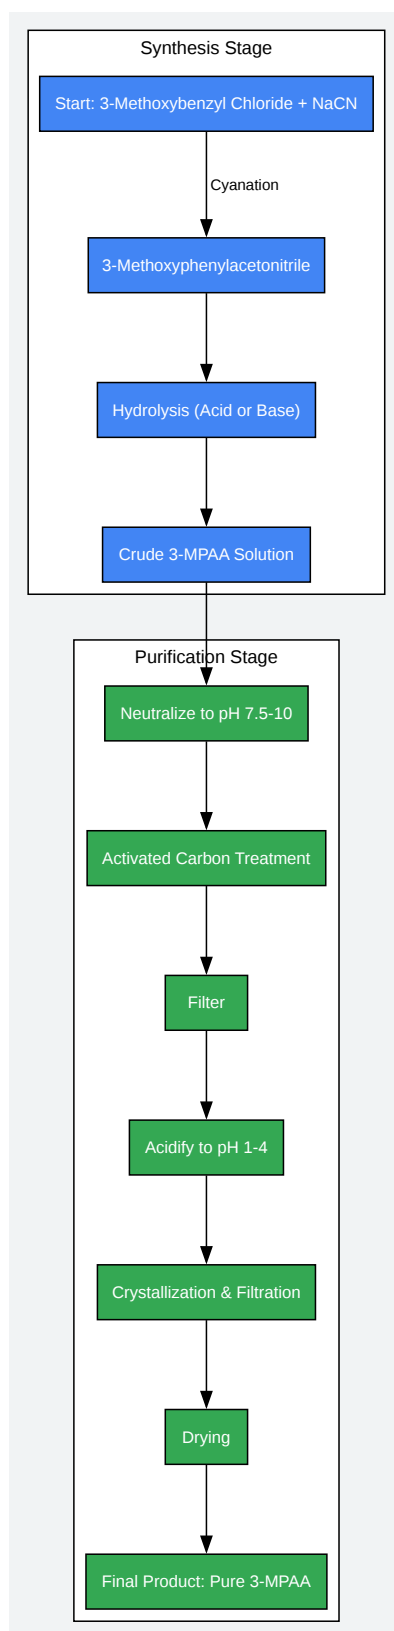 Synthesis Stage
Start: 3-Methoxybenzyl Chloride + NaCN
Cyanation
3-Methoxyphenylacetonitrile
Hydrolysis (Acid or Base)
Crude 3-MPAA Solution
Purification Stage
Neutralize to pH 7.5-10
Activated Carbon Treatment
Filter
Acidify to pH 1-4
Crystallization & Filtration
Drying
Final Product: Pure 3-MPAA